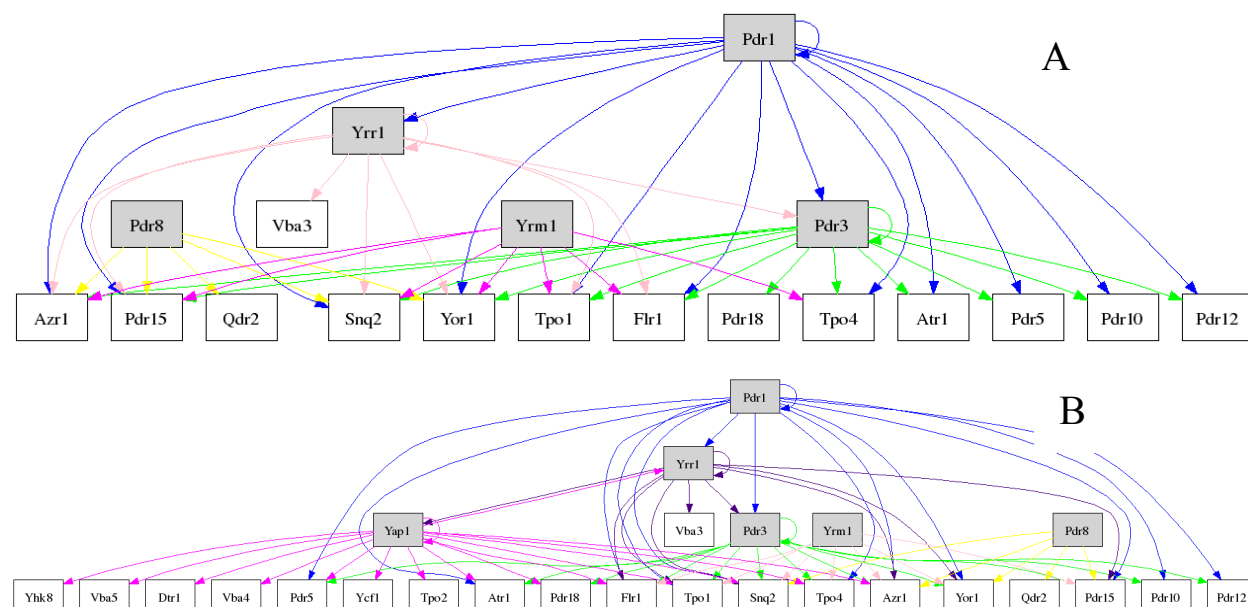 Pdr1
A
Yrr1
Pdr8 Vba3 Yrm1 Pdr3
Azr1 Pdr15 Qdr2 Snq2 Yor1 Tpo1 Flr1 Pdr18 Tpo4 Atr1 Pdr5 Pdr10 Pdr12
Pdr1
B
Yrr1
Yap1 Vba3 Pdr3 Yrm1 Pdr8
Yhk8 Vba5 Dtr1 Vba4 Pdr5 Ycf1 Tpo2 Atr1 Pdr18 Flr1 Tpo1 Snq2 Tpo4 Azr1 Yor1 Qdr2 Pdr15 Pdr10 Pdr12